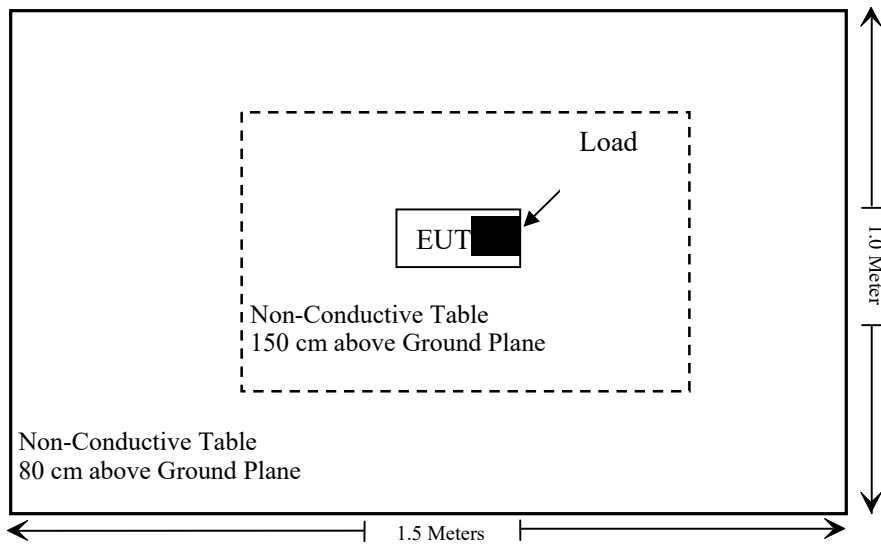 Load
EUT
Non-Conductive Table
150 cm above Ground Plane
1.0 Meter
Non-Conductive Table
80 cm above Ground Plane
1.5 Meters